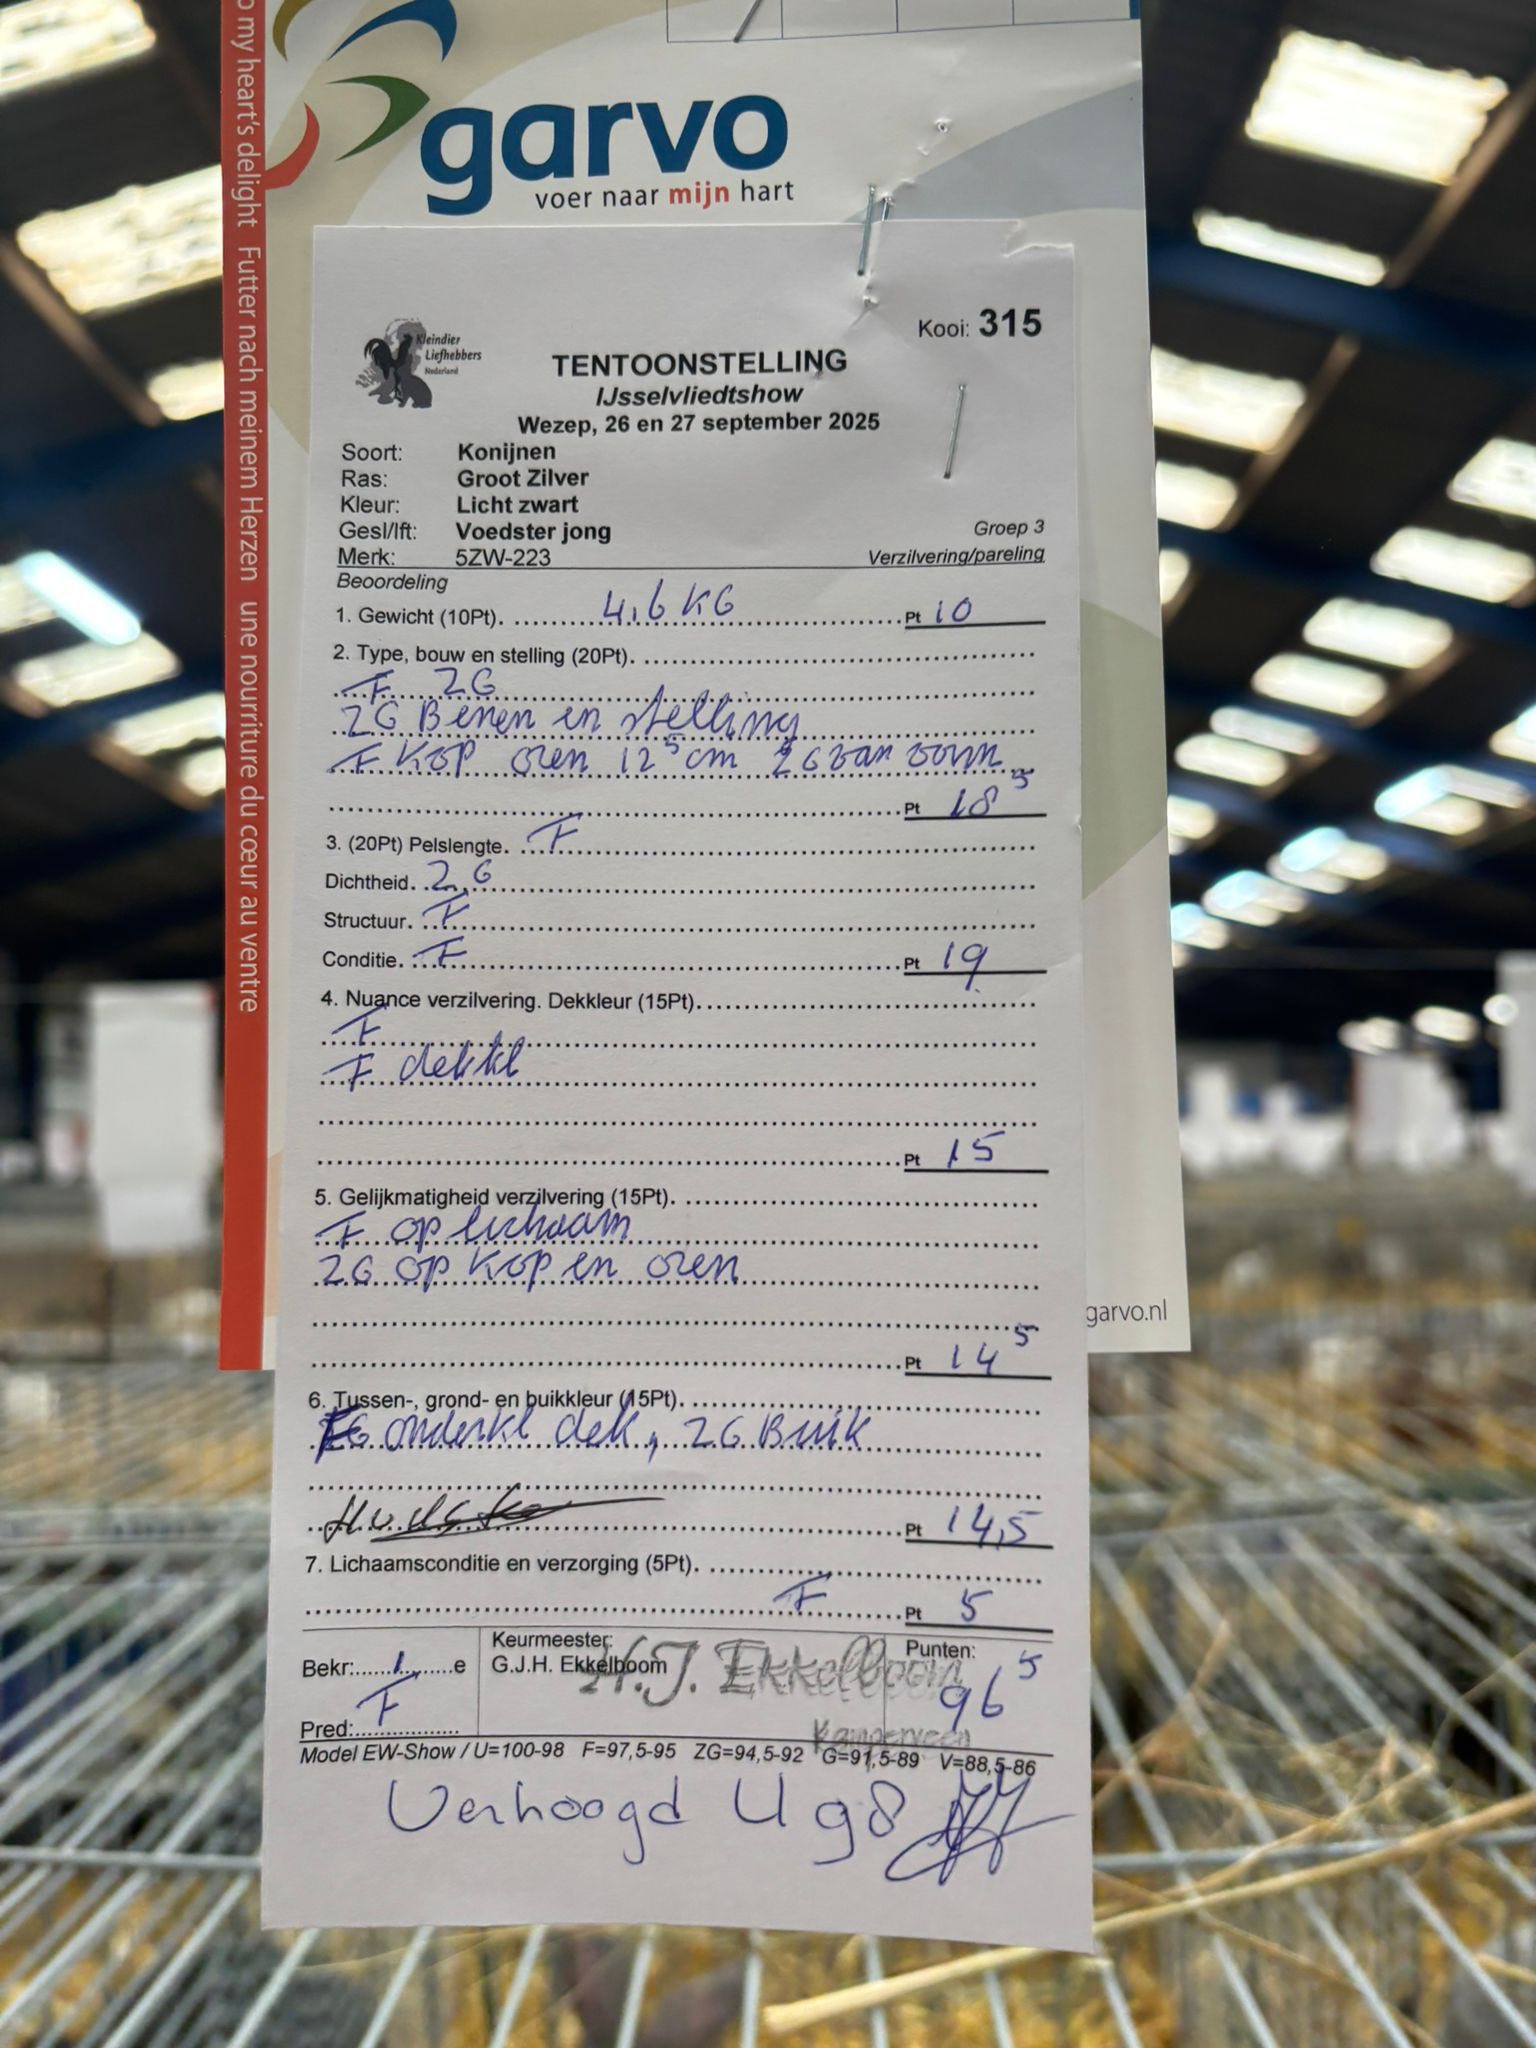 o my heart's delight Futter nach meinem Herzen une nourriture du cœur au ventre
garvo
voer naar mijn hart
Kooi: 315
Kleindier
Liefhebbers
Nederland
TENTOONSTELLING
IJsselvliedtshow
Wezep, 26 en 27 september 2025
Soort: Konijnen
Ras: Groot Zilver
Kleur: Licht zwart
Gesl/lft: Voedster jong
Groep 3
Merk: 5ZW-223
Verzilvering/pareling
Beoordeling
1. Gewicht (10Pt). 4,6 KG Pt 10
2. Type, bouw en stelling (20Pt).
F ZG
ZG Benen en stelling
F Kop oren 12⁵ cm ZG van vorm
Pt 18⁵
3. (20Pt) Pelslengte. F
Dichtheid. ZG
Structuur. F
Conditie. F Pt 19
4. Nuance verzilvering. Dekkleur (15Pt).
F
F dekkl
Pt 15
5. Gelijkmatigheid verzilvering (15Pt).
F op lichaam
ZG op Kop en oren
Pt 14⁵
6. Tussen-, grond- en buikkleur (15Pt).
onderkl dek, ZG Buik
Pt 14,5
7. Lichaamsconditie en verzorging (5Pt).
F Pt 5
Bekr: 1 e
Keurmeester:
G.J.H. Ekkelboom
H.J. Ekkelboom
Kamperveen
Punten:
96⁵
Pred: F
Model EW-Show / U=100-98 F=97,5-95 ZG=94,5-92 G=91,5-89 V=88,5-86
Verhoogd U 98
garvo.nl